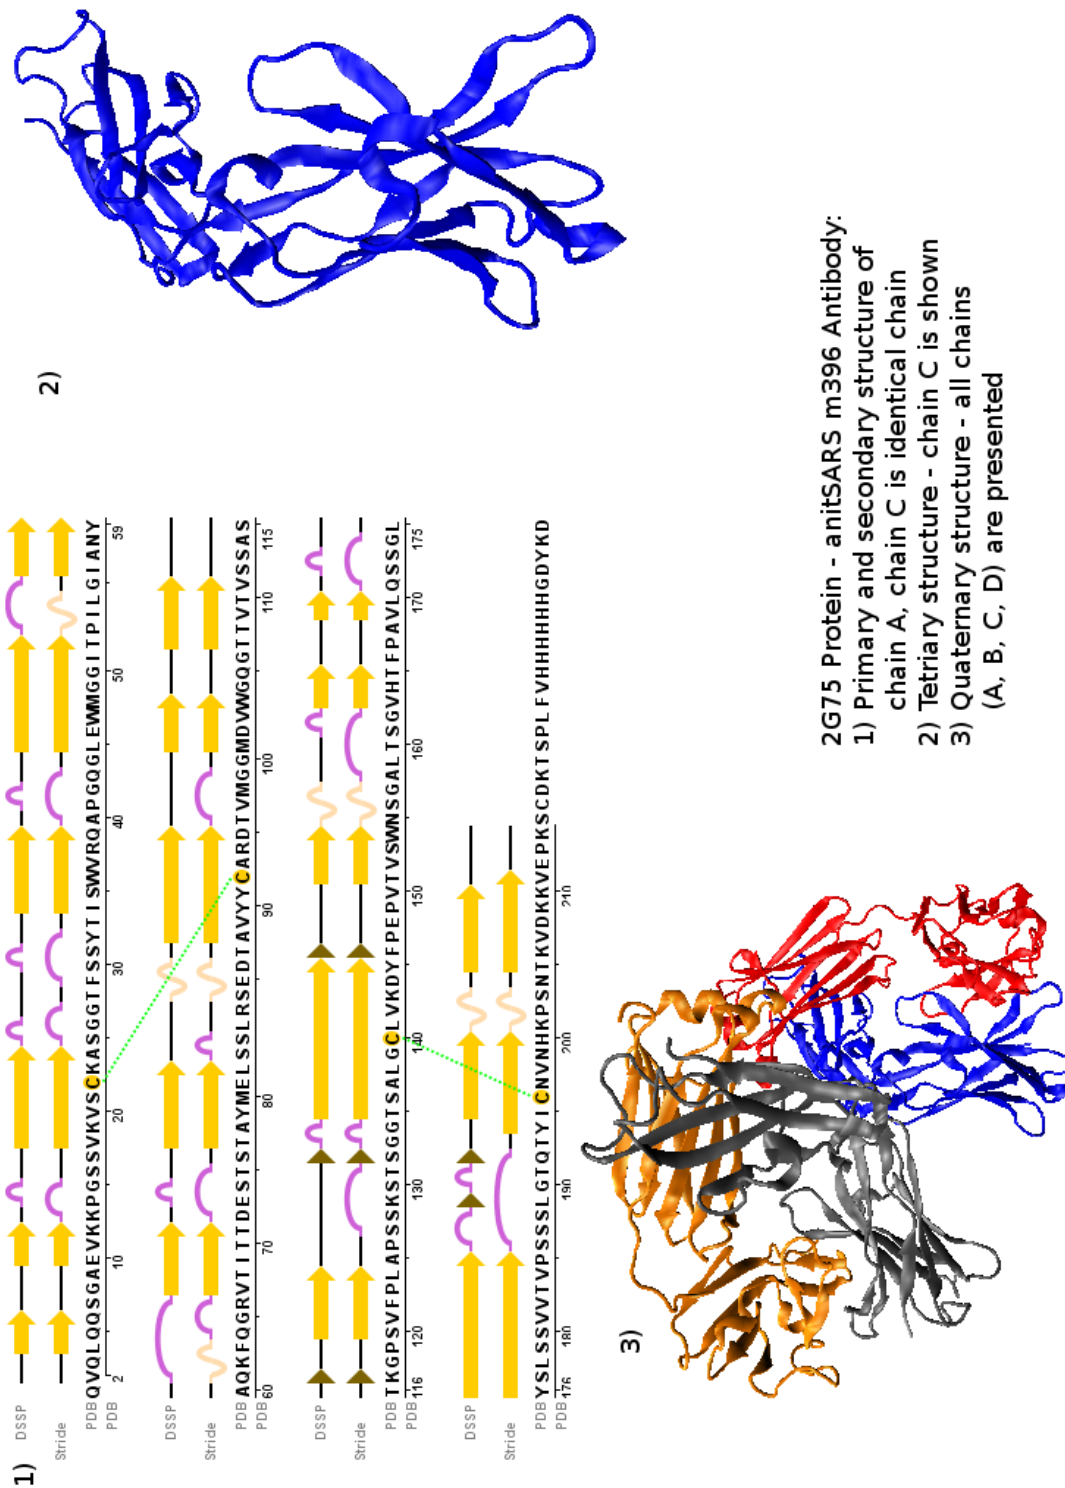 1)
DSSP
Stride
PDB QVQLQQSGAEVKKPGSSVKVSCKASGGTFSSYTISWVRQAPGQGLEWMGGITPILGIANY
PDB 2 10 20 30 40 50 59
DSSP
Stride
PDB AQKFQGRVTITTDESTSTAYMELSSLRSEDTAVYYCARDTVMGGMDVWGQGTTVTVSSAS
PDB 60 70 80 90 100 110 115
DSSP
Stride
PDB TKGPSVFPLAPSSKSTSGGTSALGCLVKDYFPEPVTVSWNSGALTSGVHTFPAVLQSSGL
PDB 116 120 130 140 150 160 170 175
DSSP
Stride
PDB YSLSSVVTVPSSSLGTQTYICNVNHKPSNTKVDKKVEPKSCDKTSPLFVHHHHHHGDYKD
PDB 176 180 190 200 210
2)
3)
2G75 Protein - anitSARS m396 Antibody:
1) Primary and secondary structure of
chain A, chain C is identical chain
2) Tetriary structure - chain C is shown
3) Quaternary structure - all chains
(A, B, C, D) are presented